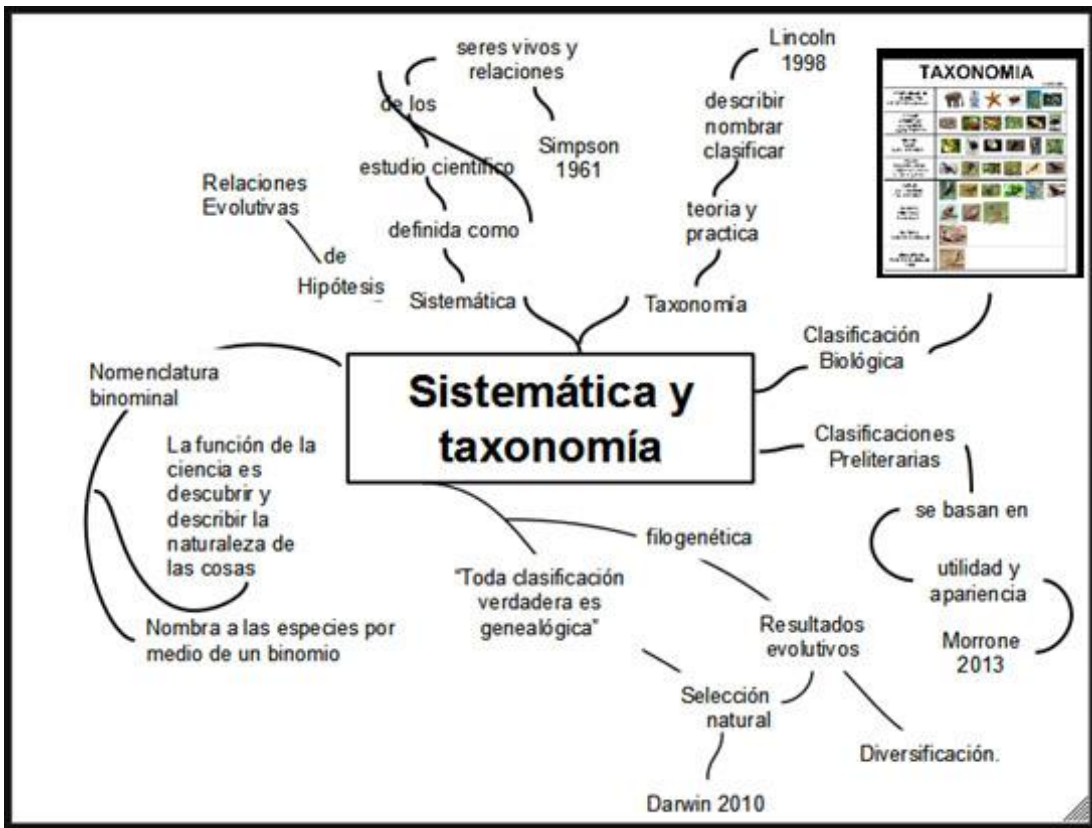 seres vivos y
relaciones
de los
estudio científico
Simpson
1961
definida como
Sistemática
Relaciones
Evolutivas
de
Hipótesis
Lincoln
1998
describir
nombrar
clasificar
teoria y
practica
Taxonomía
TAXONOMIA
Clasificación
Biológica
Sistemática y
taxonomía
Nomenclatura
binominal
La función de la
ciencia es
descubrir y
describir la
naturaleza de
las cosas
Nombra a las especies por
medio de un binomio
Clasificaciones
Preliterarias
se basan en
utilidad y
apariencia
Morrone
2013
filogenética
"Toda clasificación
verdadera es
genealógica"
Resultados
evolutivos
Selección
natural
Diversificación.
Darwin 2010